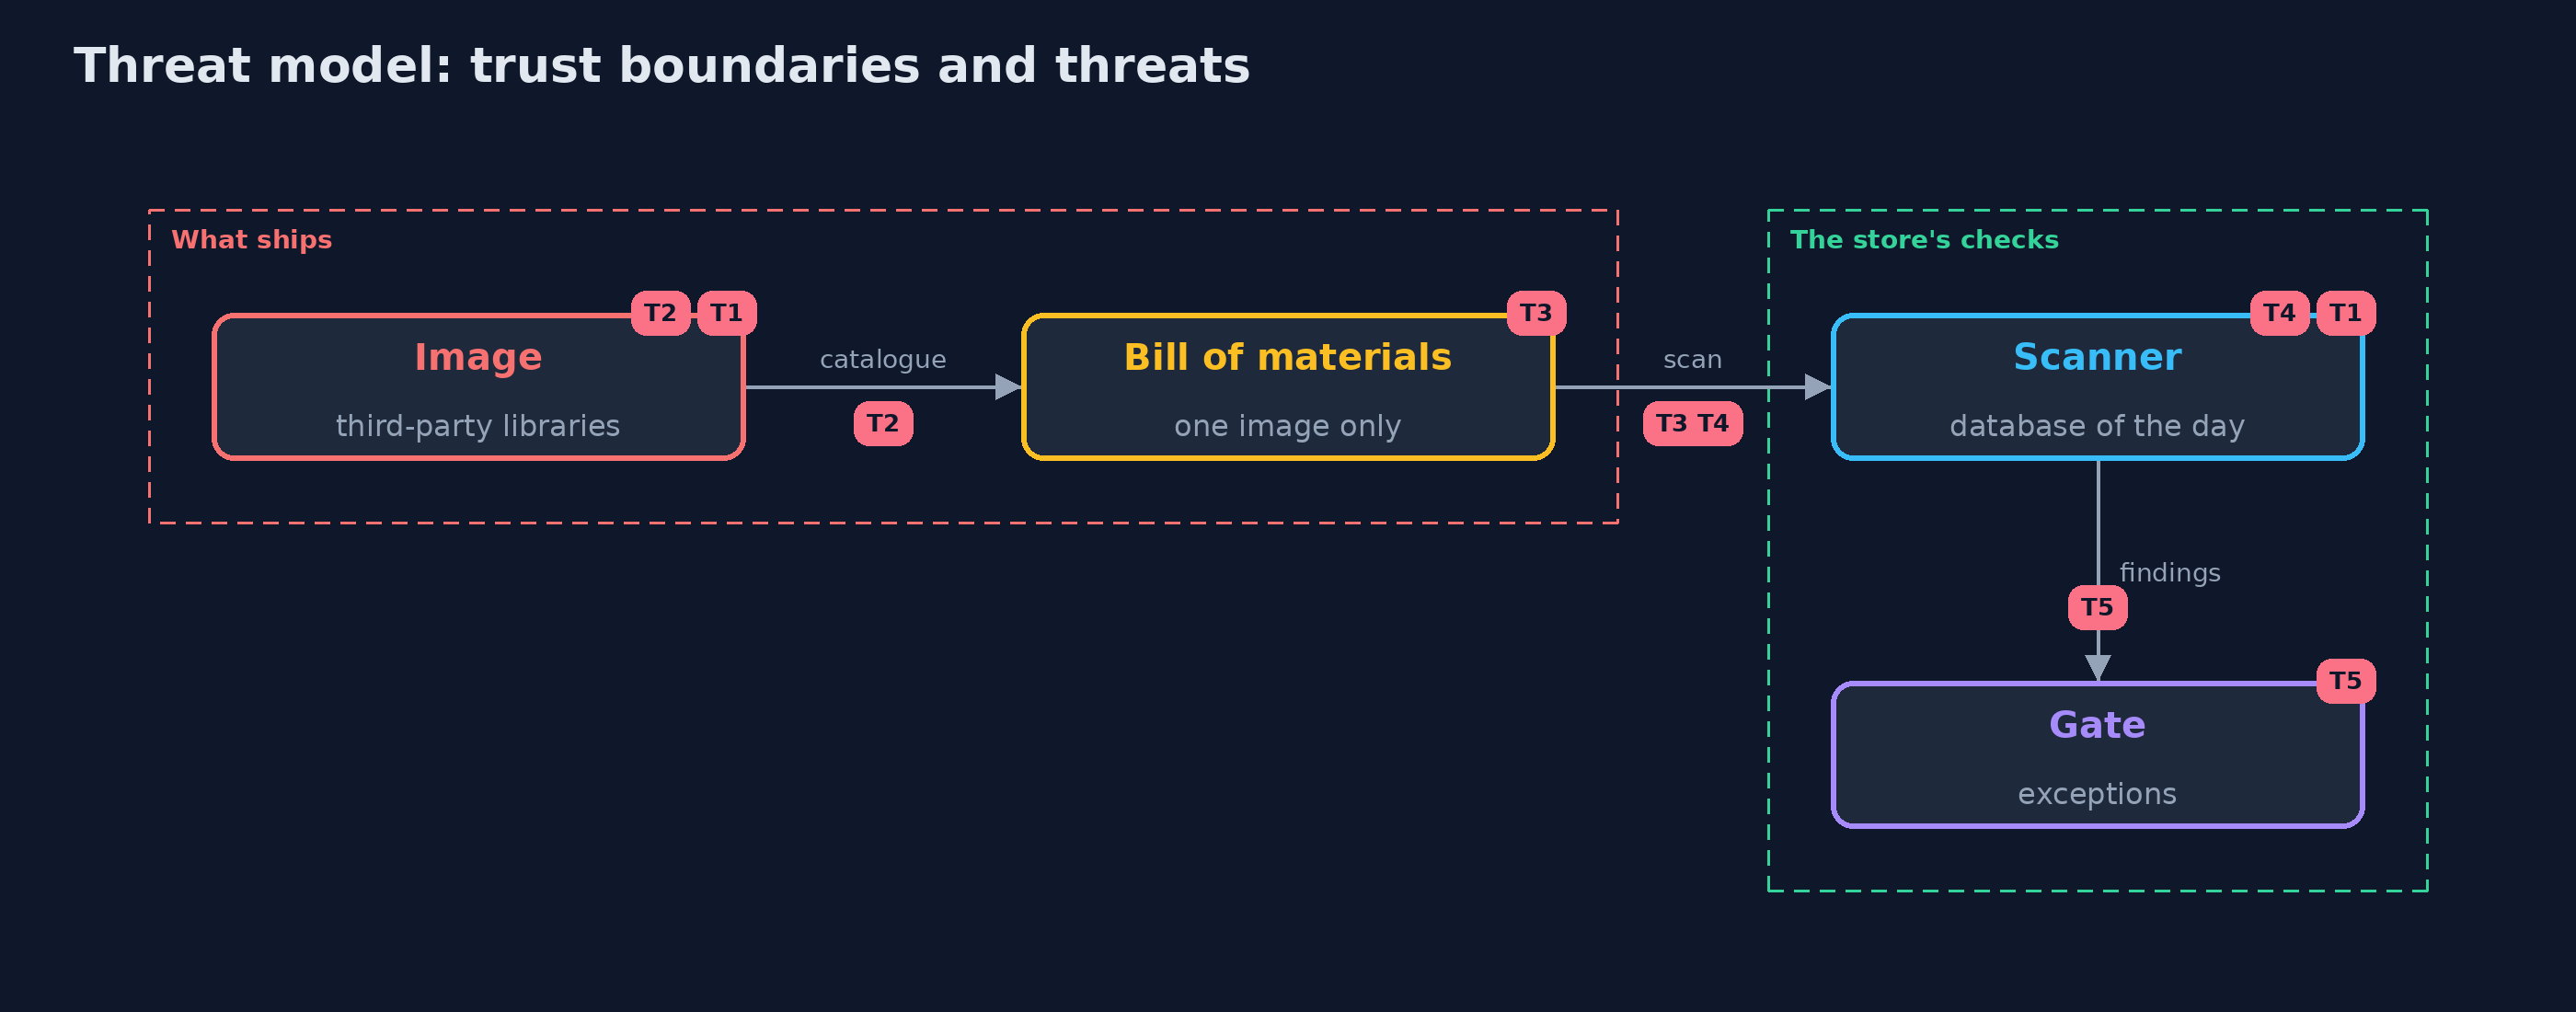 Threat model: trust boundaries and threats
What ships
The store's checks
T2 T1
T3
T4 T1
Image
third-party libraries
catalogue
T2
Bill of materials
one image only
scan
T3 T4
Scanner
database of the day
findings
T5
T5
Gate
exceptions